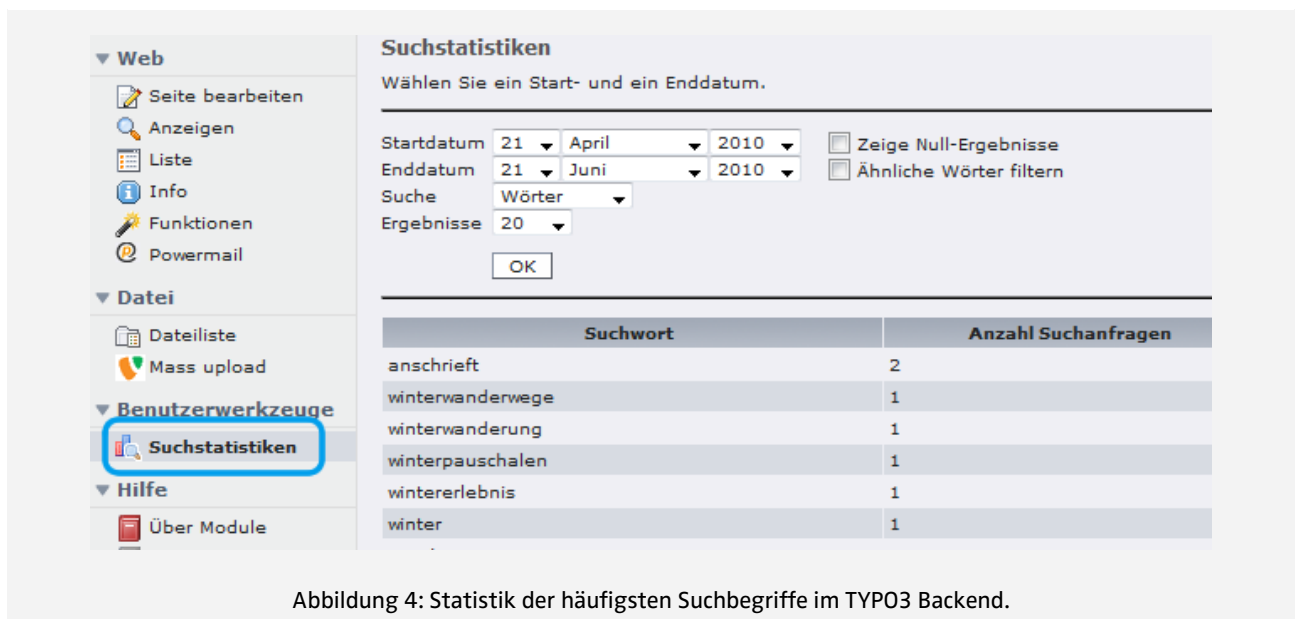 Web
Seite bearbeiten
Anzeigen
Liste
Info
Funktionen
Powermail
Datei
Dateiliste
Mass upload
Benutzerwerkzeuge
Suchstatistiken
Hilfe
Über Module
Suchstatistiken
Wählen Sie ein Start- und ein Enddatum.
Startdatum 21 April 2010 Zeige Null-Ergebnisse
Enddatum 21 Juni 2010 Ähnliche Wörter filtern
Suche Wörter
Ergebnisse 20
OK
Suchwort Anzahl Suchanfragen
anschrieft 2
winterwanderwege 1
winterwanderung 1
winterpauschalen 1
wintererlebnis 1
winter 1
Abbildung 4: Statistik der häufigsten Suchbegriffe im TYPO3 Backend.